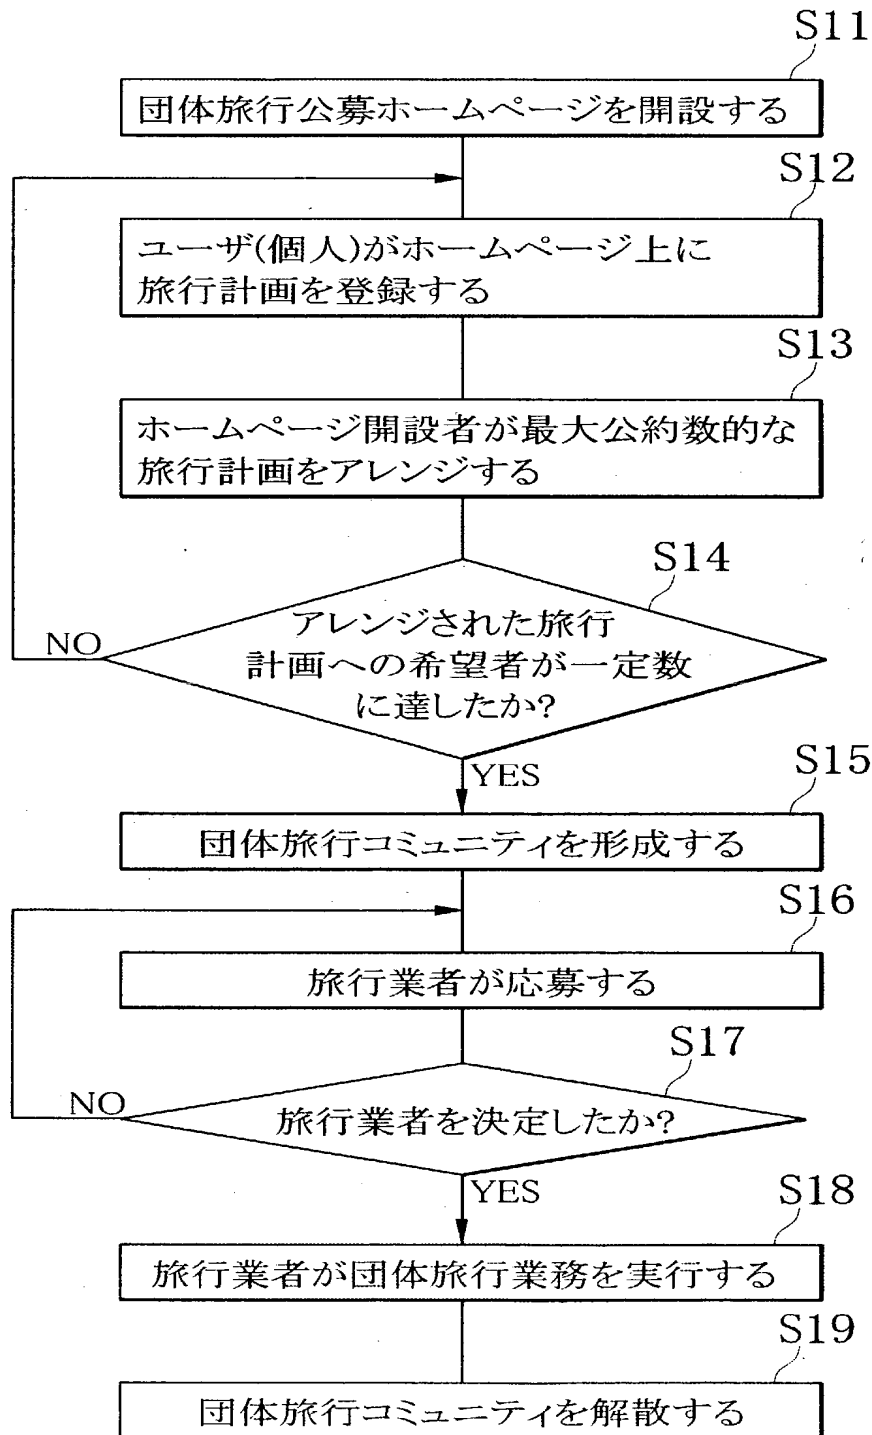 S11
団体旅行公募ホームページを開設する
S12
ユーザ(個人)がホームページ上に
旅行計画を登録する
S13
ホームページ開設者が最大公約数的な
旅行計画をアレンジする
S14
アレンジされた旅行
計画への希望者が一定数
に達したか?
NO
YES
S15
団体旅行コミュニティを形成する
S16
旅行業者が応募する
S17
旅行業者を決定したか?
NO
YES
S18
旅行業者が団体旅行業務を実行する
S19
団体旅行コミュニティを解散する